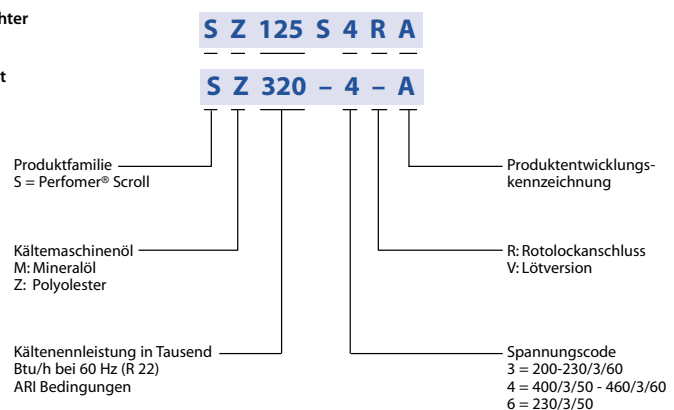 hter
S Z 125 S 4 R A
t
S Z 320 – 4 – A
Produktfamilie
S = Perfomer® Scroll
Produktentwicklungs-
kennzeichnung
Kältemaschinenöl
M: Mineralöl
Z: Polyolester
R: Rotolockanschluss
V: Lötversion
Kältenennleistung in Tausend
Btu/h bei 60 Hz (R 22)
ARI Bedingungen
Spannungscode
3 = 200-230/3/60
4 = 400/3/50 - 460/3/60
6 = 230/3/50